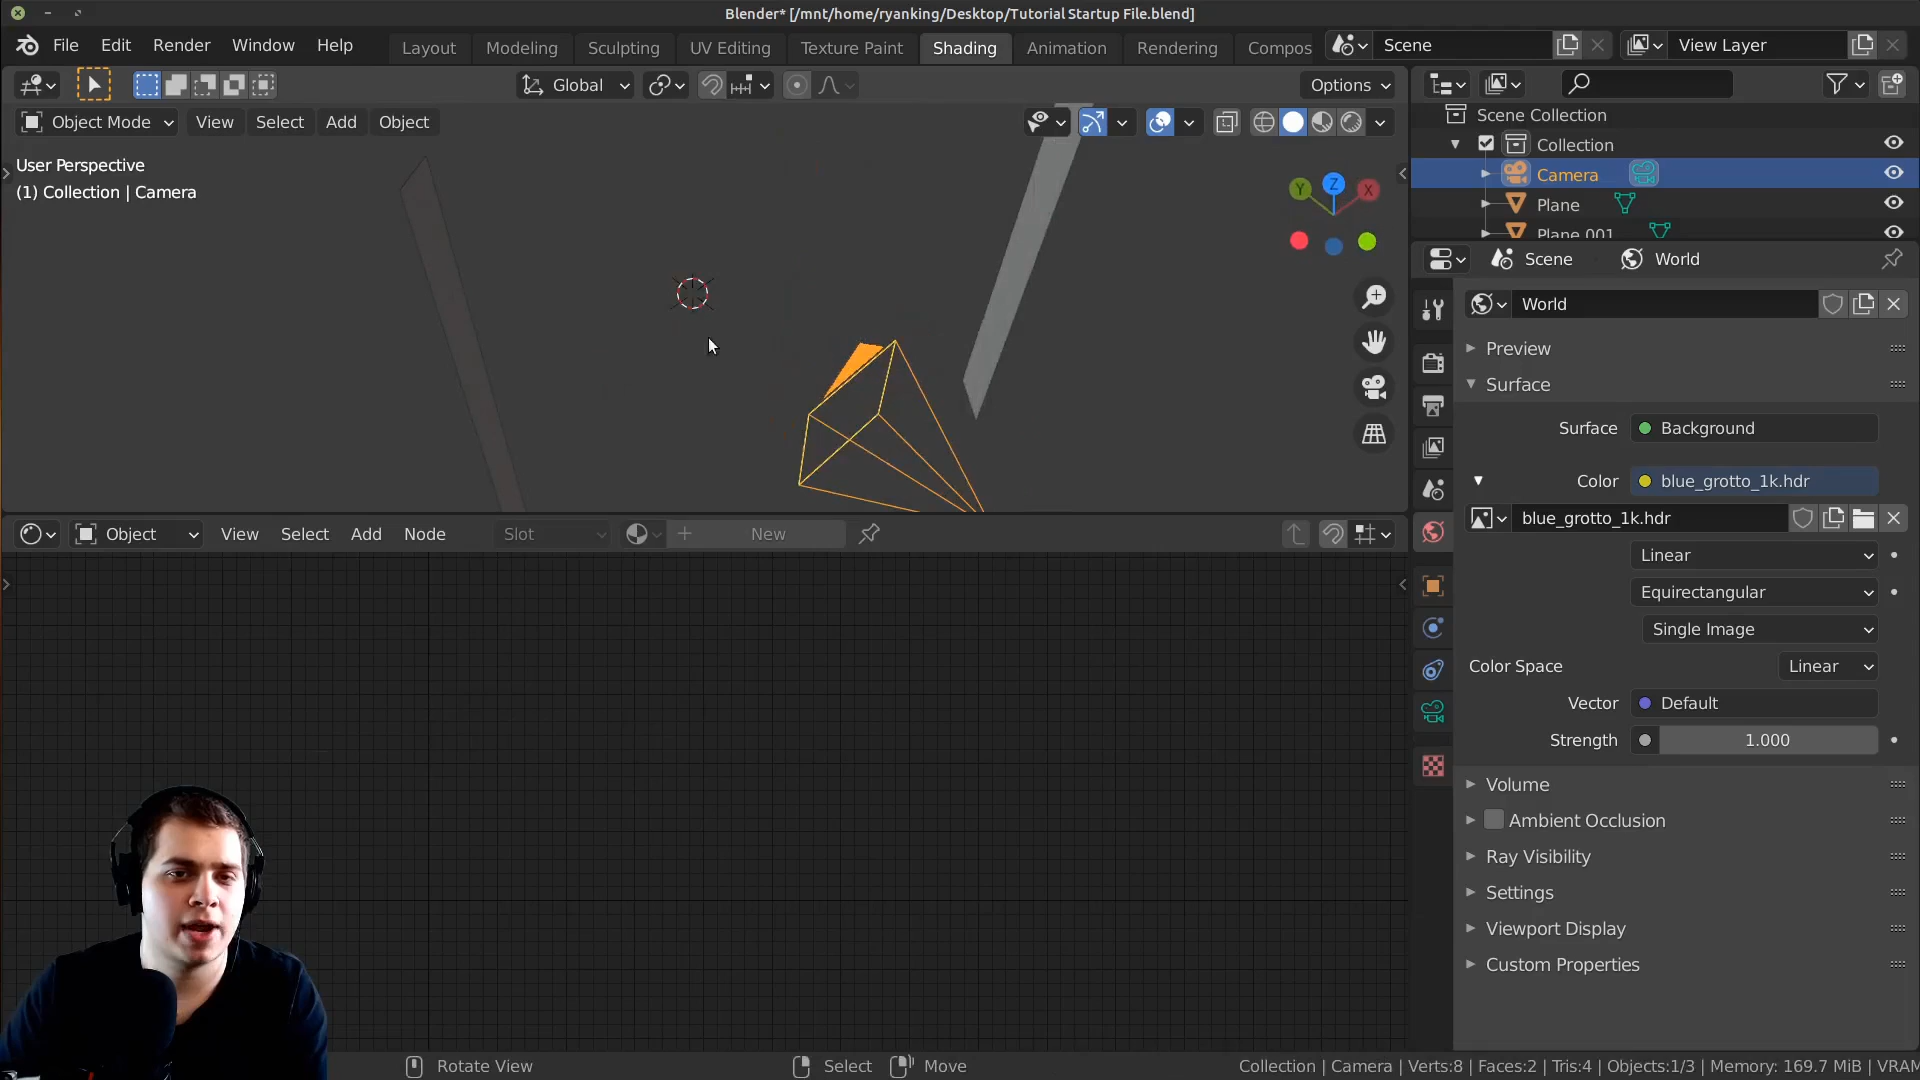 Blender* [/mnt/home/ryanking/Desktop/Tutorial Startup File.blend]
File Edit Render Window Help
Layout Modeling Sculpting UV Editing Texture Paint Shading Animation Rendering Compos
Scene
View Layer
Global
Options
Object Mode View Select Add Object
User Perspective
(1) Collection | Camera
Y Z X
Scene Collection
Collection
Camera
Plane
Plane.001
Scene World
World
Preview
Surface
Surface Background
Color blue_grotto_1k.hdr
blue_grotto_1k.hdr
Linear
Equirectangular
Single Image
Color Space Linear
Vector Default
Strength 1.000
Volume
Ambient Occlusion
Ray Visibility
Settings
Viewport Display
Custom Properties
Object View Select Add Node Slot New
Rotate View Select Move
Collection | Camera | Verts:8 | Faces:2 | Tris:4 | Objects:1/3 | Memory: 169.7 MiB | VRAM